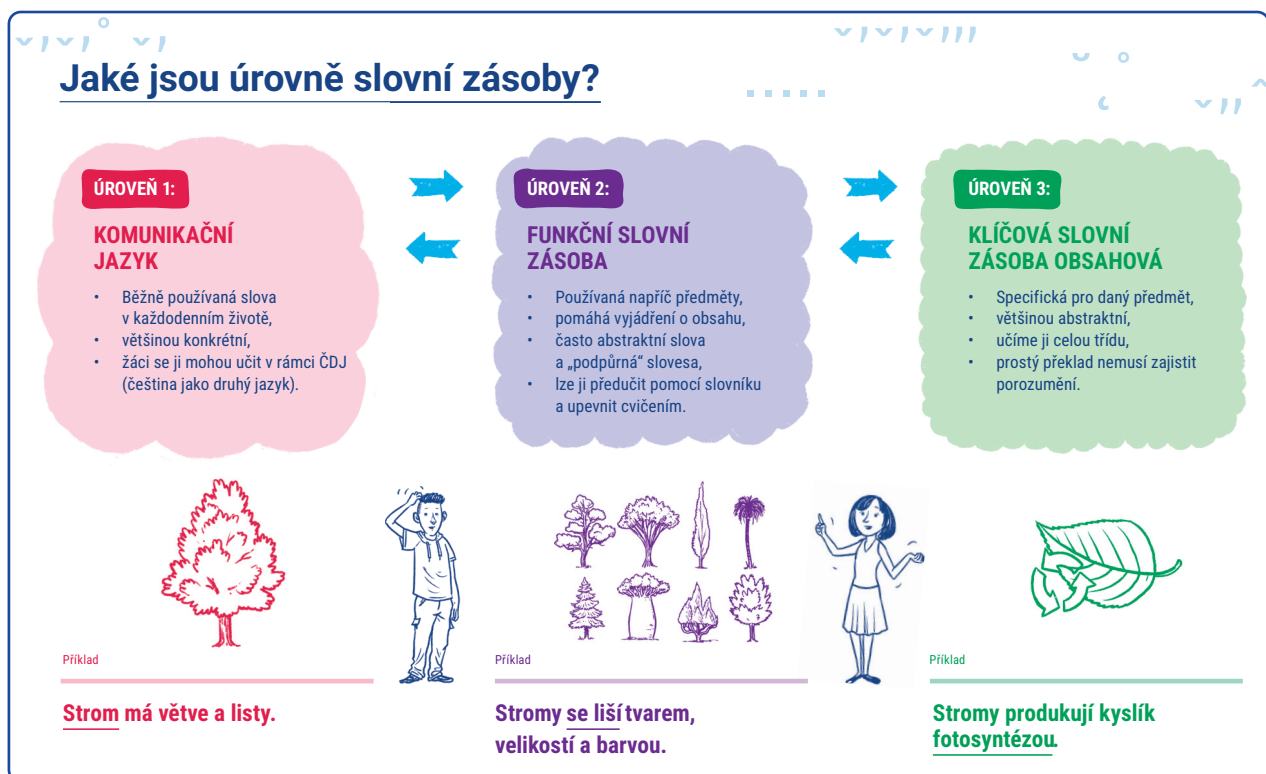 Jaké jsou úrovně slovní zásoby?
ÚROVEŇ 1:
KOMUNIKAČNÍ
JAZYK
• Běžně používaná slova
v každodenním životě,
• většinou konkrétní,
• žáci se ji mohou učit v rámci ČDJ
(čeština jako druhý jazyk).
ÚROVEŇ 2:
FUNKČNÍ SLOVNÍ
ZÁSOBA
• Používaná napříč předměty,
• pomáhá vyjádření o obsahu,
• často abstraktní slova
a „podpůrná“ slovesa,
• lze ji předučit pomocí slovníku
a upevnit cvičením.
ÚROVEŇ 3:
KLÍČOVÁ SLOVNÍ
ZÁSOBA OBSAHOVÁ
• Specifická pro daný předmět,
• většinou abstraktní,
• učíme ji celou třídu,
• prostý překlad nemusí zajistit
porozumění.
Příklad
Strom má větve a listy.
Příklad
Stromy se liší tvarem,
velikostí a barvou.
Příklad
Stromy produkují kyslík
fotosyntézou.